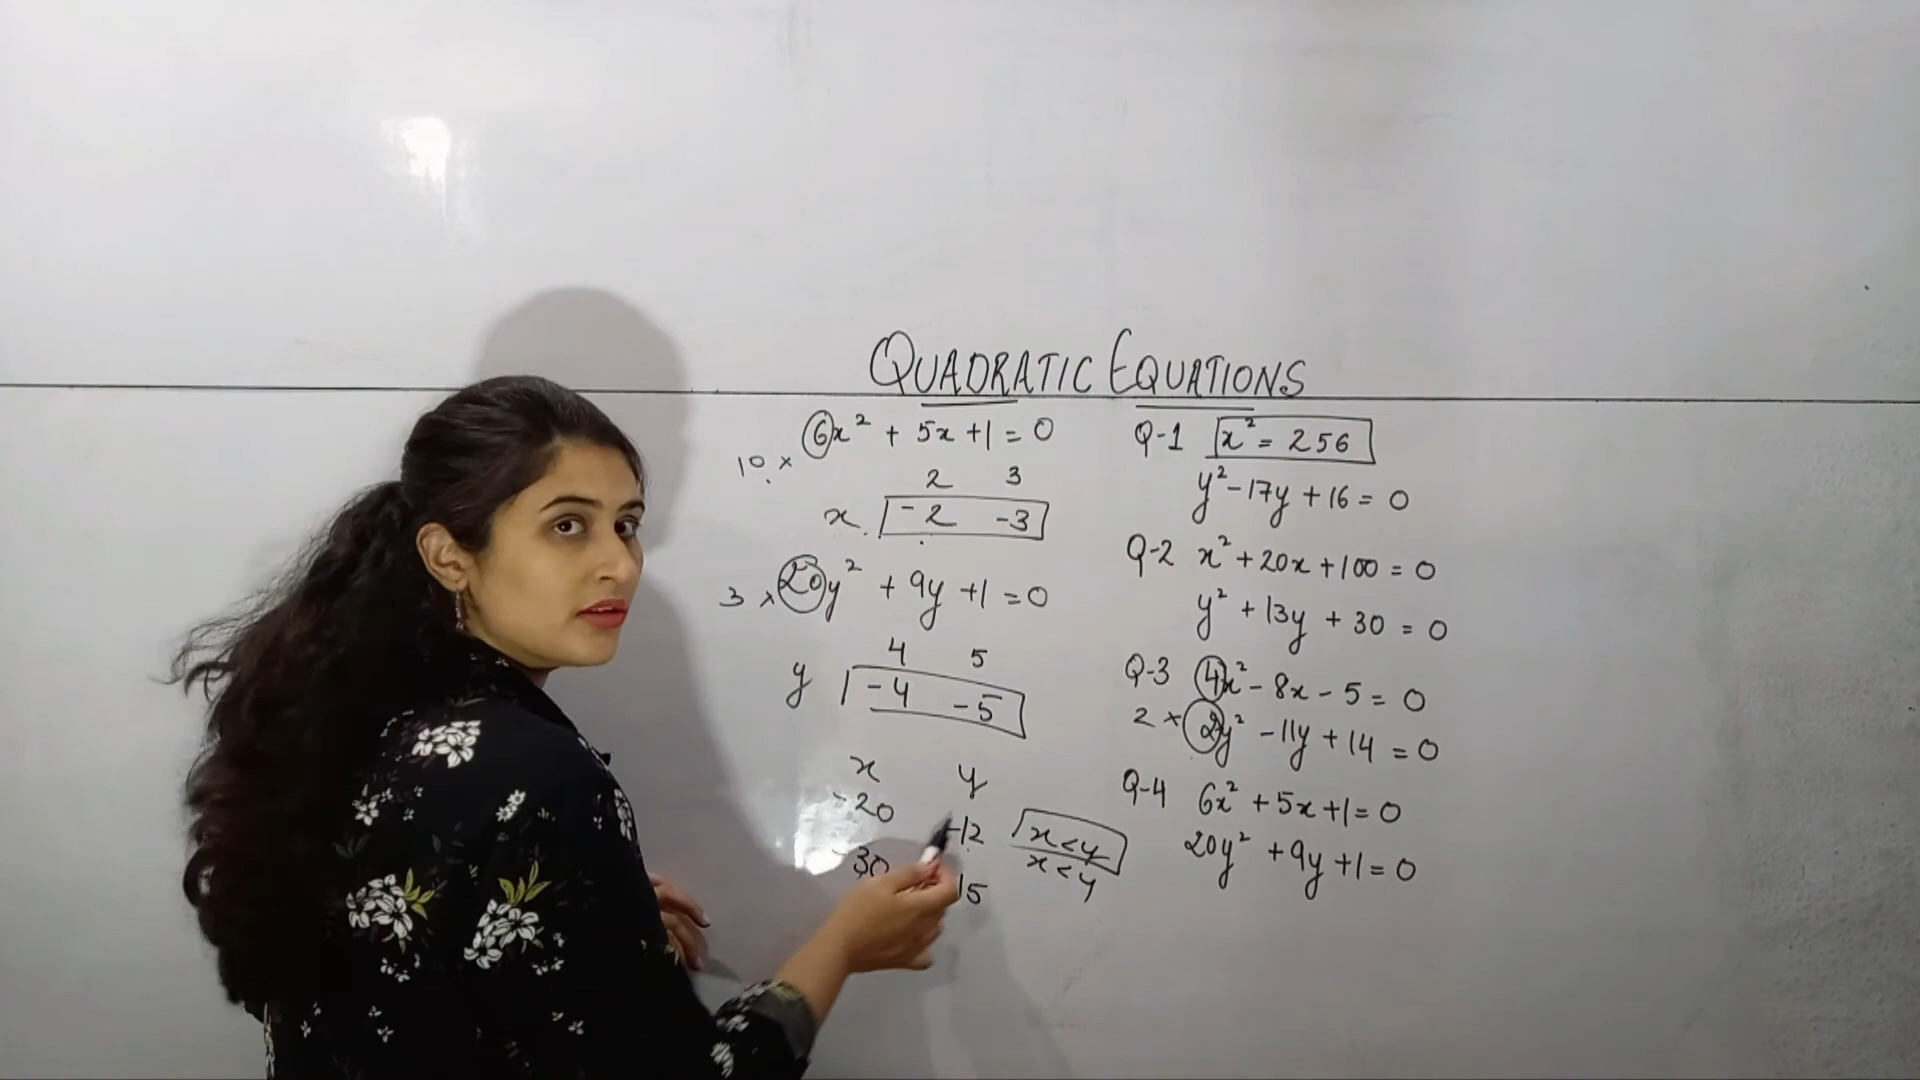 QUADRATIC EQUATIONS
6x² + 5x + 1 = 0
10 ×
2 3
x -2 -3
3 × 20y² + 9y + 1 = 0
4 5
y -4 -5
x y
-20 -12 x < y
-30 15 x < y
Q-1 x² = 256
y² - 17y + 16 = 0
Q-2 x² + 20x + 100 = 0
y² + 13y + 30 = 0
Q-3 4x² - 8x - 5 = 0
2 × 2y² - 11y + 14 = 0
Q-4 6x² + 5x + 1 = 0
20y² + 9y + 1 = 0